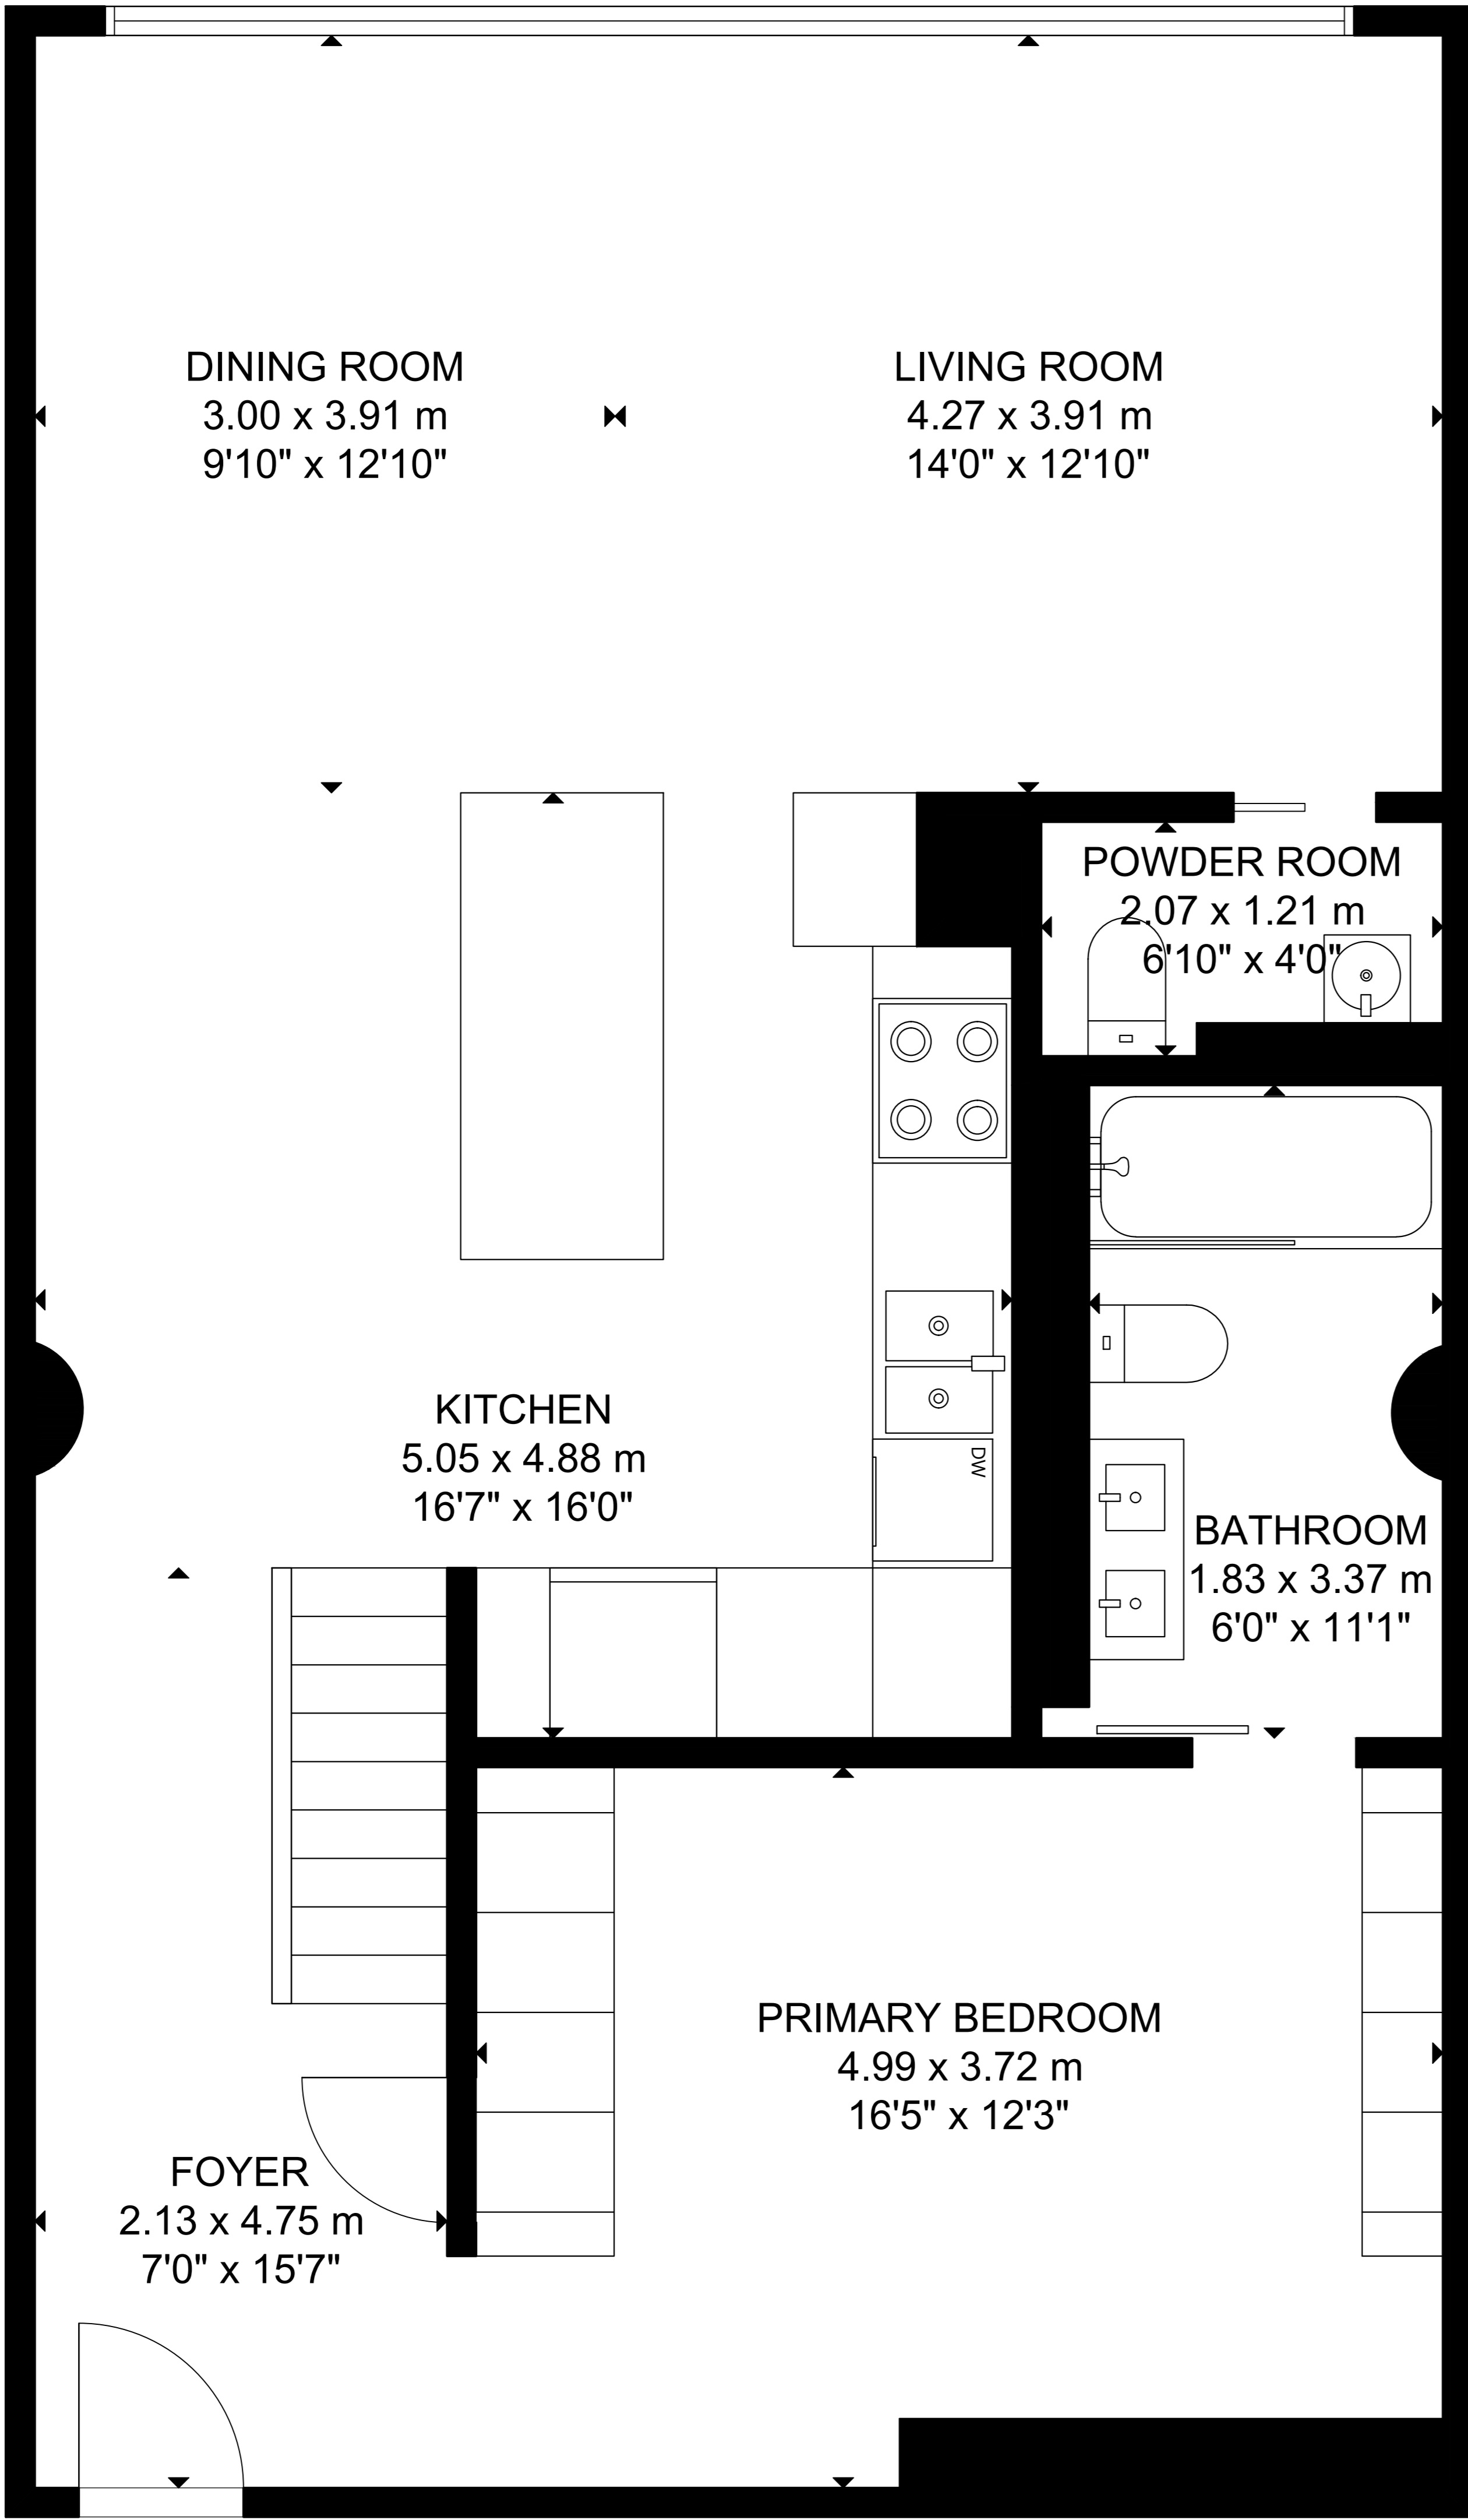 DINING ROOM
3.00 x 3.91 m
9'10" x 12'10"
LIVING ROOM
4.27 x 3.91 m
14'0" x 12'10"
POWDER ROOM
2.07 x 1.21 m
6'10" x 4'0"
KITCHEN
5.05 x 4.88 m
16'7" x 16'0"
DW
BATHROOM
1.83 x 3.37 m
6'0" x 11'1"
PRIMARY BEDROOM
4.99 x 3.72 m
16'5" x 12'3"
FOYER
2.13 x 4.75 m
7'0" x 15'7"